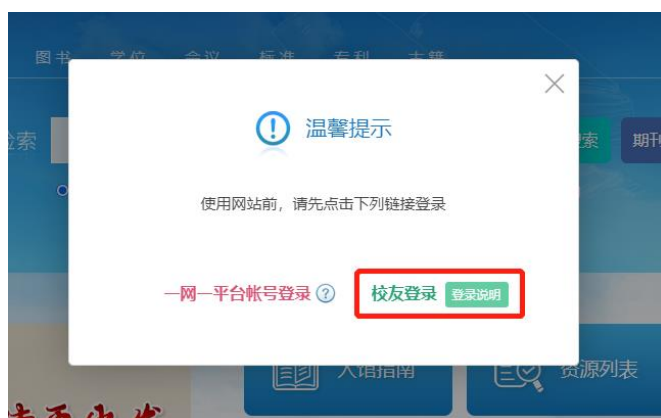 图书 学位 会议 标准 专利 古籍
温馨提示
检索
索
期刊
使用网站前，请先点击下列链接登录
一网一平台帐号登录 ? 校友登录 登录说明
入馆指南
资源列表